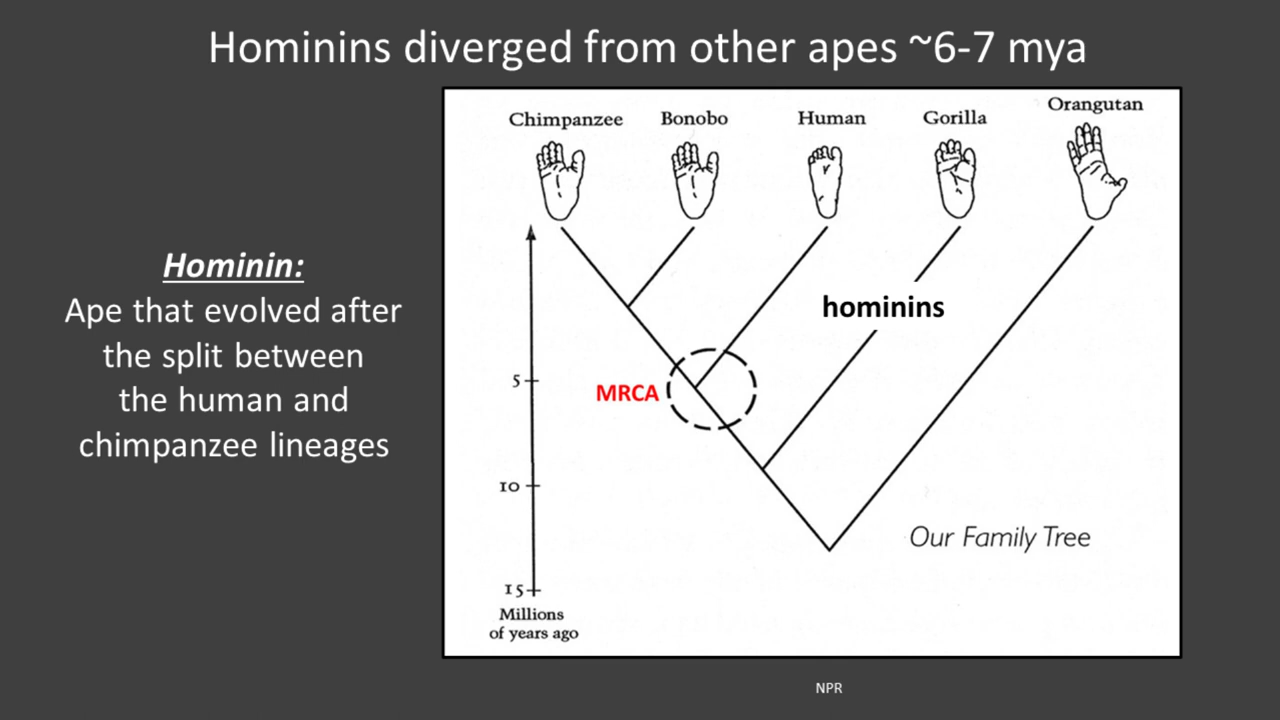 Hominins diverged from other apes ~6-7 mya
Hominin:
Ape that evolved after
the split between
the human and
chimpanzee lineages
Chimpanzee
Bonobo
Human
Gorilla
Orangutan
hominins
5
MRCA
10
15
Millions
of years ago
Our Family Tree
NPR